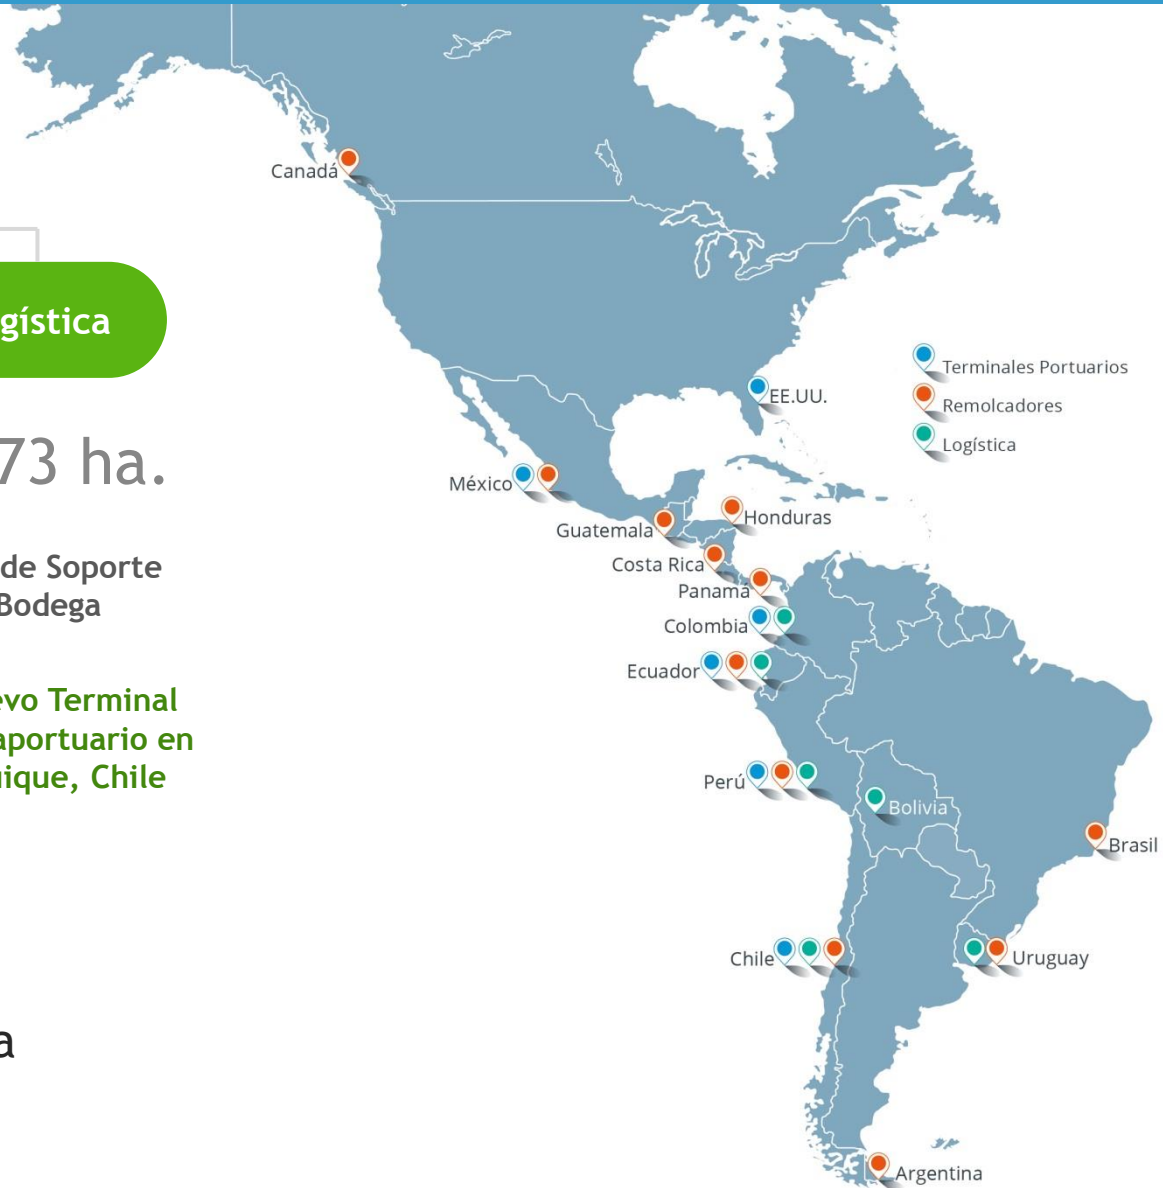 gística
73 ha.
de Soporte
Bodega
evo Terminal
aportuario en
ique, Chile
a
Canadá
EE.UU.
Terminales Portuarios
Remolcadores
Logística
México
Guatemala
Honduras
Costa Rica
Panamá
Colombia
Ecuador
Perú
Bolivia
Brasil
Chile
Uruguay
Argentina